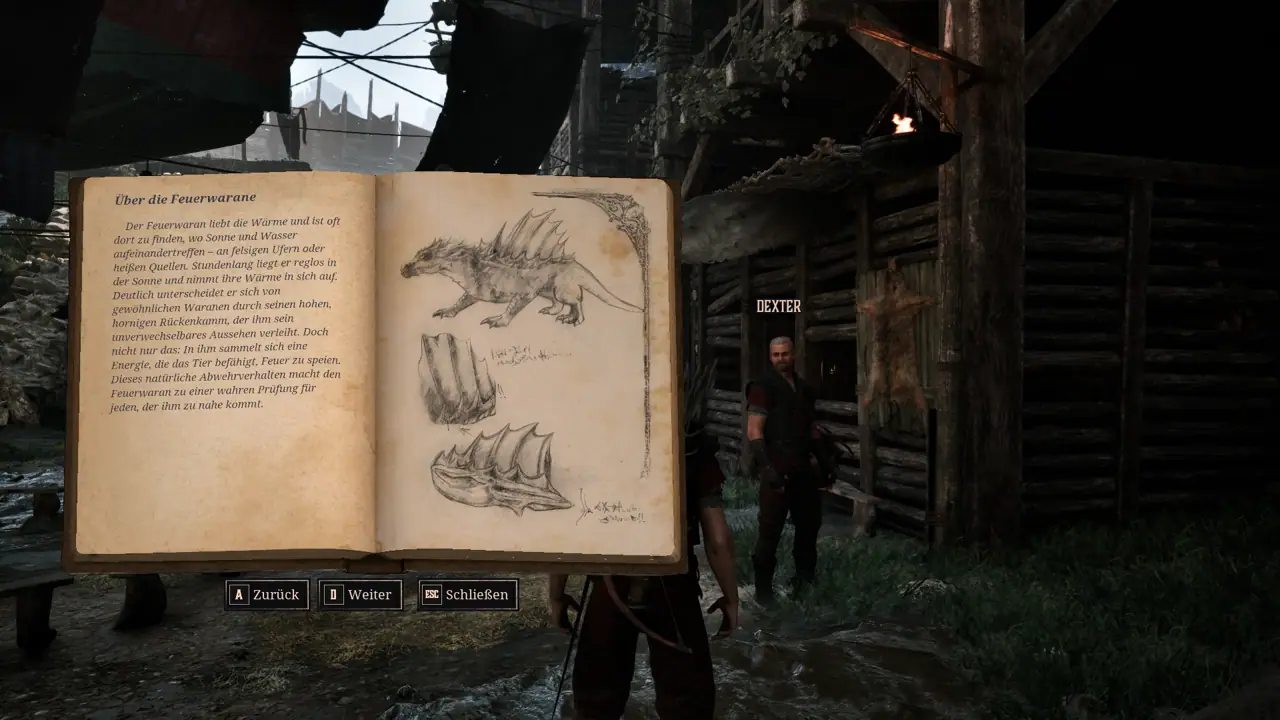 Über die Feuerwarane
Der Feuerwaran liebt die Wärme und ist oft
dort zu finden, wo Sonne und Wasser
aufeinandertreffen – an felsigen Ufern oder
heißen Quellen. Stundenlang liegt er reglos in
der Sonne und nimmt ihre Wärme in sich auf.
Deutlich unterscheidet er sich von
gewöhnlichen Waranen durch seinen hohen,
hornigen Rückenkamm, der ihm sein
unverwechselbares Aussehen verleiht. Doch
nicht nur das: In ihm sammelt sich eine
Energie, die das Tier befähigt, Feuer zu speien.
Dieses natürliche Abwehrverhalten macht den
Feuerwaran zu einer wahren Prüfung für
jeden, der ihm zu nahe kommt.
DEXTER
A Zurück
D Weiter
ESC Schließen